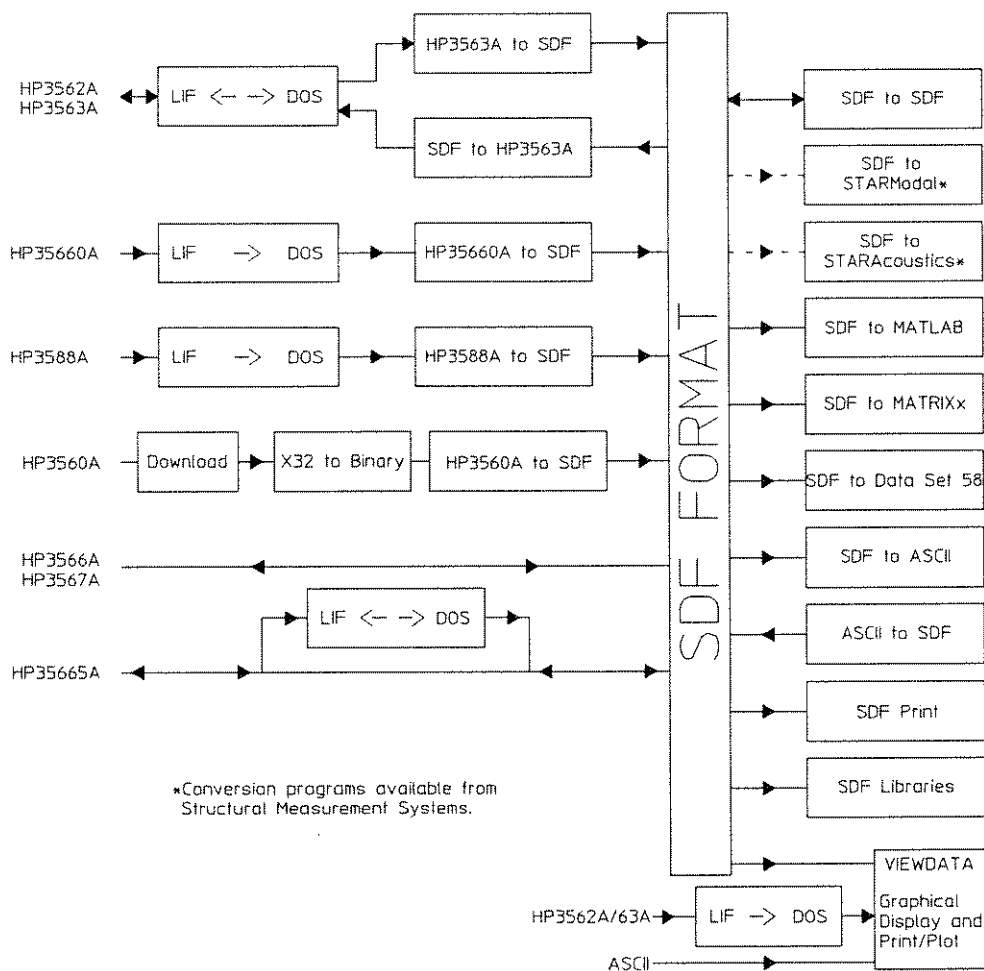 HP3562A
HP3563A
LIF <- -> DOS
HP3563A to SDF
SDF to HP3563A
HP35660A
LIF -> DOS
HP35660A to SDF
HP3588A
LIF -> DOS
HP3588A to SDF
HP3560A
Download
X32 to Binary
HP3560A to SDF
HP3566A
HP3567A
LIF <- -> DOS
HP35665A
*Conversion programs available from
Structural Measurement Systems.
SDF FORMAT
SDF to SDF
SDF to
STARModal*
SDF to
STARAcoustics*
SDF to MATLAB
SDF to MATRIXx
SDF to Data Set 58
SDF to ASCII
ASCII to SDF
SDF Print
SDF Libraries
VIEWDATA
Graphical
Display and
Print/Plot
HP3562A/63A
LIF -> DOS
ASCII